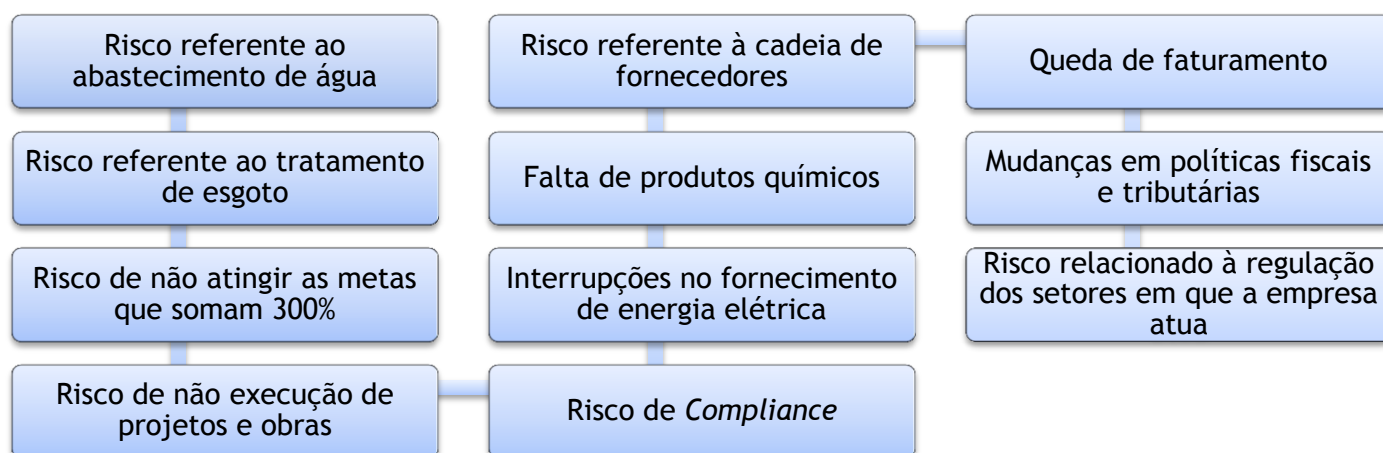 Risco referente ao
abastecimento de água
Risco referente ao tratamento
de esgoto
Risco de não atingir as metas
que somam 300%
Risco de não execução de
projetos e obras
Risco de Compliance
Interrupções no fornecimento
de energia elétrica
Falta de produtos químicos
Risco referente à cadeia de
fornecedores
Queda de faturamento
Mudanças em políticas fiscais
e tributárias
Risco relacionado à regulação
dos setores em que a empresa
atua